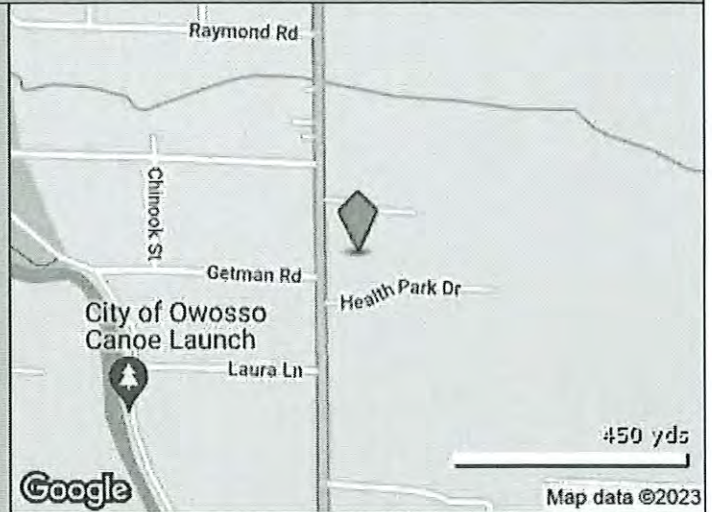 Raymond Rd
Chinook St
Getman Rd
Health Park Dr
City of Owosso
Canoe Launch
Laura Ln
450 yds
Google
Map data ©2023